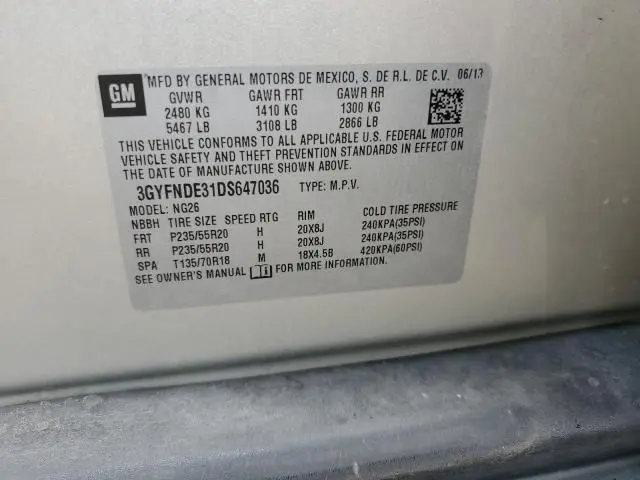 GM
MFD BY GENERAL MOTORS DE MEXICO, S. DE R.L. DE C.V. 06/13
GVWR GAWR FRT GAWR RR
2480 KG 1410 KG 1300 KG
5467 LB 3108 LB 2866 LB
THIS VEHICLE CONFORMS TO ALL APPLICABLE U.S. FEDERAL MOTOR
VEHICLE SAFETY AND THEFT PREVENTION STANDARDS IN EFFECT ON
THE DATE OF MANUFACTURE SHOWN ABOVE.
3GYFNDE31DS647036 TYPE: M.P.V.
MODEL: NG26
NBBH TIRE SIZE SPEED RTG RIM COLD TIRE PRESSURE
FRT P235/55R20 H 20X8J 240KPA(35PSI)
RR P235/55R20 H 20X8J 240KPA(35PSI)
SPA T135/70R18 M 18X4.5B 420KPA(60PSI)
SEE OWNER'S MANUAL FOR MORE INFORMATION.